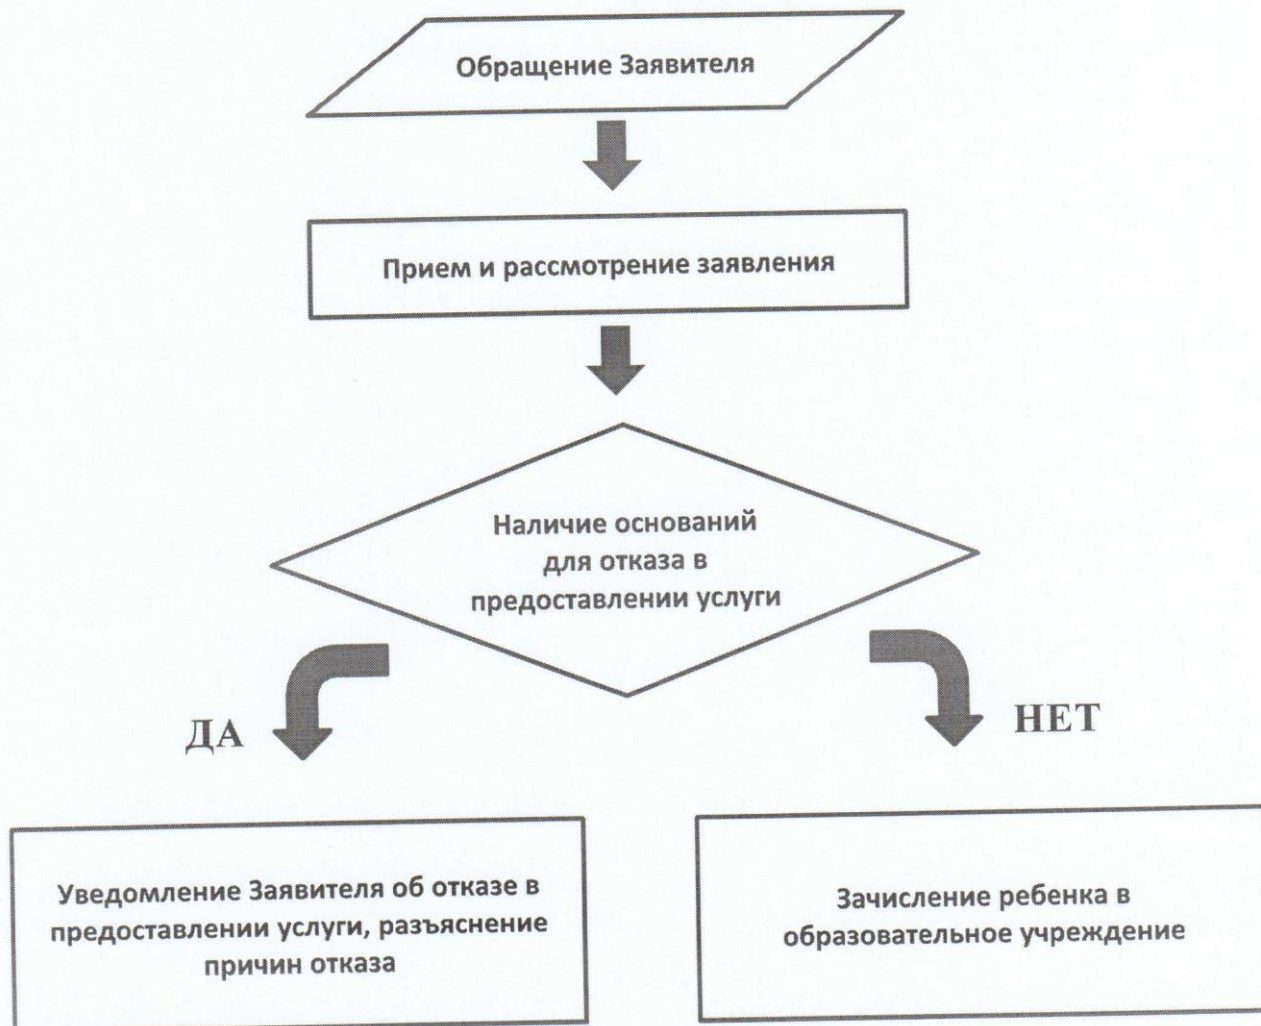 Обращение Заявителя
Прием и рассмотрение заявления
Наличие оснований
для отказа в
предоставлении услуги
ДА
НЕТ
Уведомление Заявителя об отказе в
предоставлении услуги, разъяснение
причин отказа
Зачисление ребенка в
образовательное учреждение